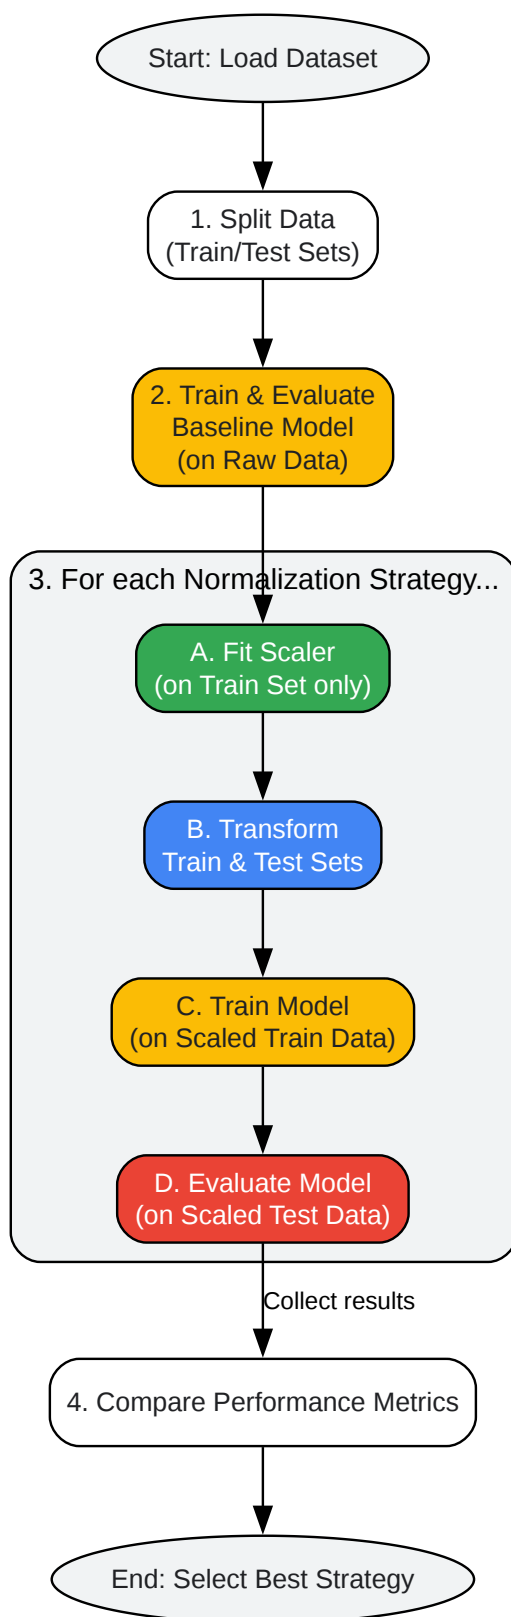 Start: Load Dataset
1. Split Data
(Train/Test Sets)
2. Train & Evaluate
Baseline Model
(on Raw Data)
3. For each Normalization Strategy...
A. Fit Scaler
(on Train Set only)
B. Transform
Train & Test Sets
C. Train Model
(on Scaled Train Data)
D. Evaluate Model
(on Scaled Test Data)
Collect results
4. Compare Performance Metrics
End: Select Best Strategy